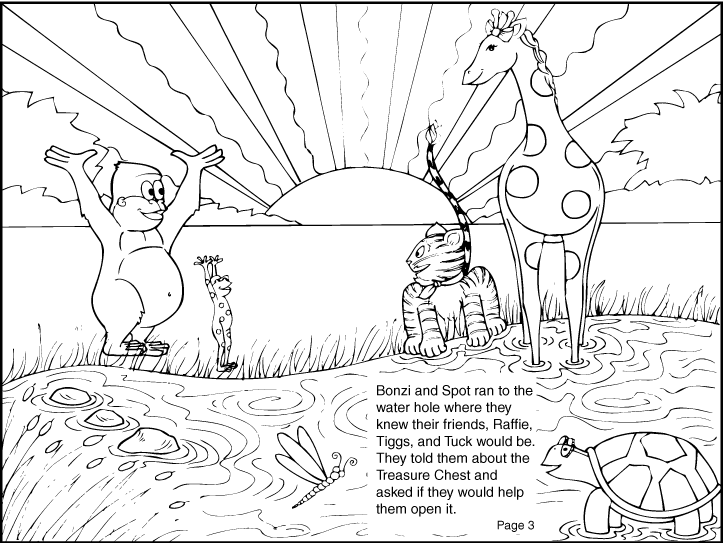 Bonzi and Spot ran to the
water hole where they
knew their friends, Raffie,
Tiggs, and Tuck would be.
They told them about the
Treasure Chest and
asked if they would help
them open it.
Page 3